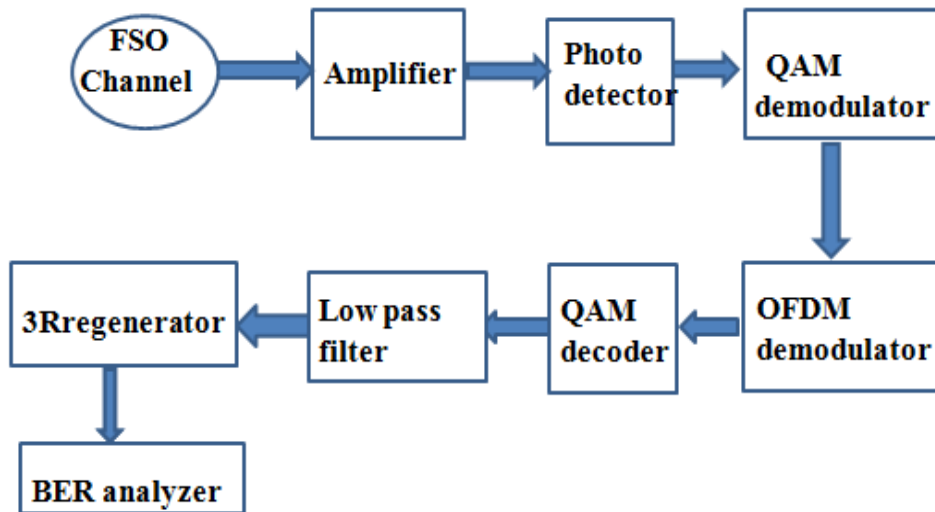 FSO
Channel
Amplifier
Photo
detector
QAM
demodulator
OFDM
demodulator
QAM
decoder
Low pass
filter
3Rregenerator
BER analyzer